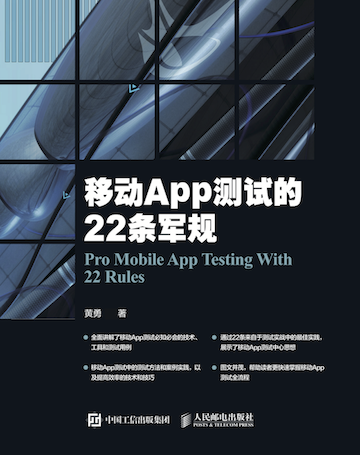 移动App测试的
22条军规
Pro Mobile App Testing With
22 Rules
黄勇 著
全面讲解了移动App测试必知必会的技术、
工具和测试用例
通过22条来自于测试实战中的最佳实践，
展示了移动App测试中心思想
移动App测试中的测试方法和案例实践，以
及提高效率的技术和技巧
图文并茂，帮助读者更快速掌握移动App
测试全流程
中国工信出版集团
人民邮电出版社
POSTS & TELECOM PRESS